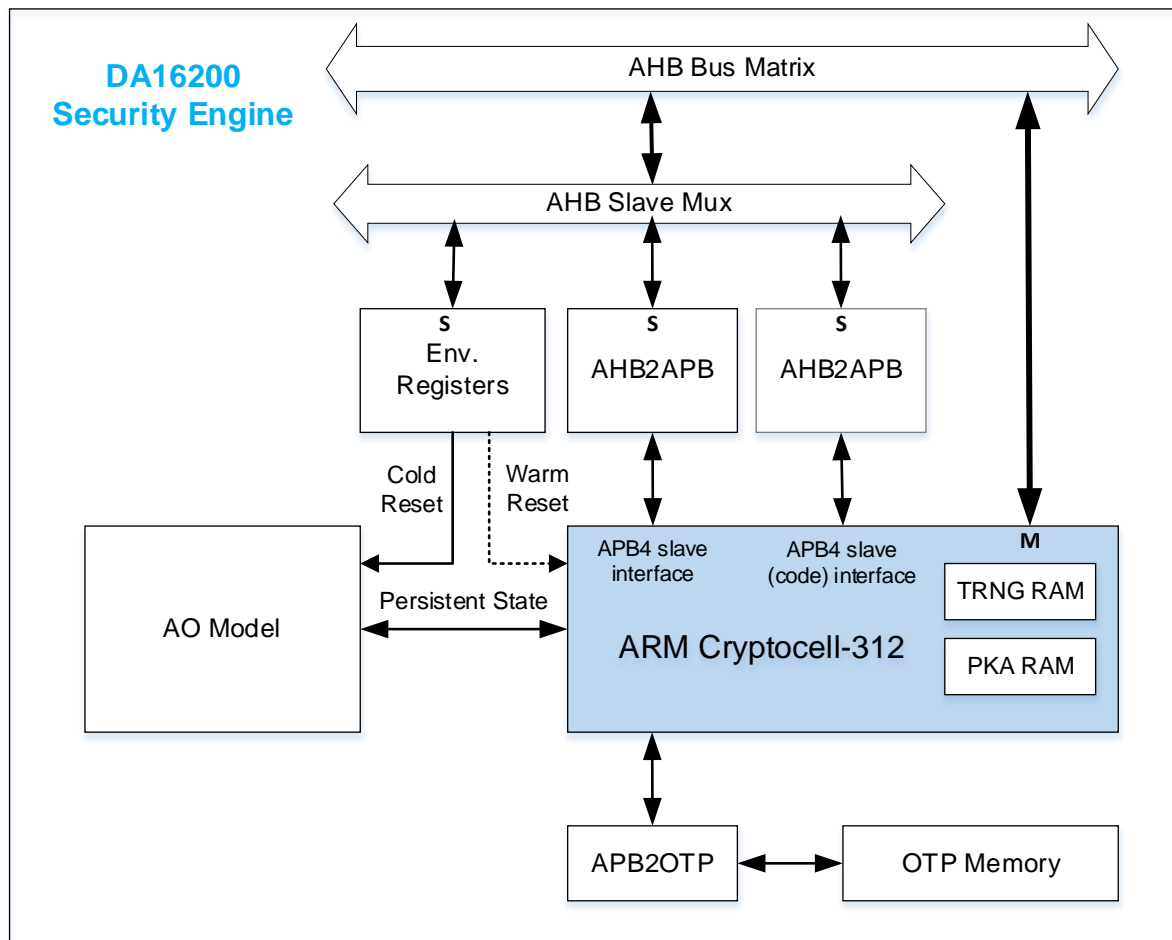 DA16200
Security Engine
AHB Bus Matrix
AHB Slave Mux
S
Env.
Registers
S
AHB2APB
S
AHB2APB
Cold
Reset
Warm
Reset
AO Model
Persistent State
APB4 slave
interface
APB4 slave
(code) interface
M
TRNG RAM
ARM Cryptocell-312
PKA RAM
APB2OTP
OTP Memory